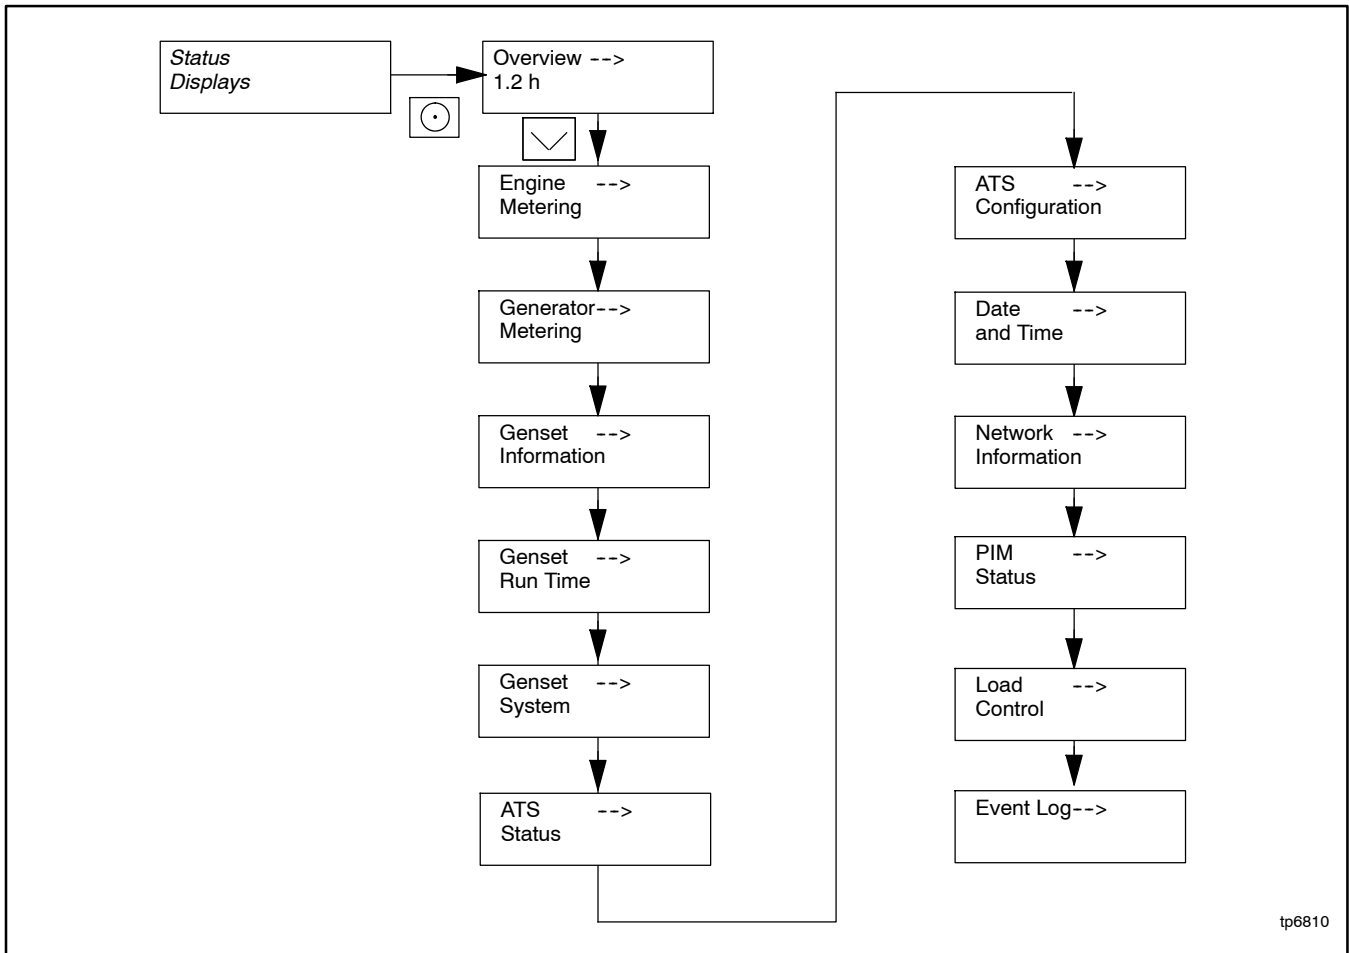 Status
Displays
Overview -->
1.2 h
Engine -->
Metering
Generator-->
Metering
Genset -->
Information
Genset -->
Run Time
Genset -->
System
ATS -->
Status
ATS -->
Configuration
Date -->
and Time
Network -->
Information
PIM -->
Status
Load -->
Control
Event Log-->
tp6810